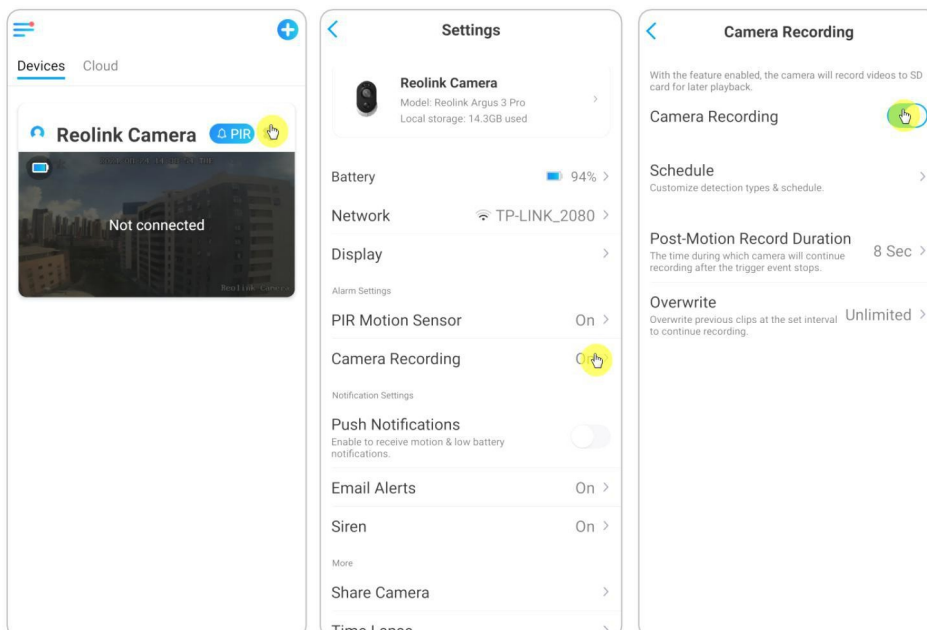 Devices Cloud
Reolink Camera PIR
Not connected
Reolink Camera
Settings
Reolink Camera
Model: Reolink Argus 3 Pro
Local storage: 14.3GB used
Battery 94%
Network TP-LINK_2080
Display
Alarm Settings
PIR Motion Sensor On
Camera Recording
Notification Settings
Push Notifications
Enable to receive motion & low battery
notifications.
Email Alerts On
Siren On
More
Share Camera
Time Lapse
Camera Recording
With the feature enabled, the camera will record videos to SD
card for later playback.
Camera Recording
Schedule
Customize detection types & schedule.
Post-Motion Record Duration
The time during which camera will continue
recording after the trigger event stops.
8 Sec
Overwrite
Overwrite previous clips at the set interval
to continue recording.
Unlimited